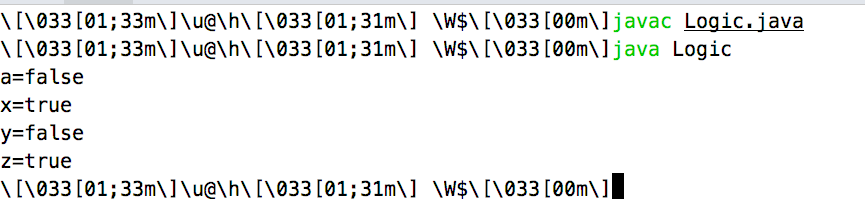 \[\033[01;33m\]\u@\h\[\033[01;31m\] \W$\[\033[00m\]javac Logic.java
\[\033[01;33m\]\u@\h\[\033[01;31m\] \W$\[\033[00m\]java Logic
a=false
x=true
y=false
z=true
\[\033[01;33m\]\u@\h\[\033[01;31m\] \W$\[\033[00m\]